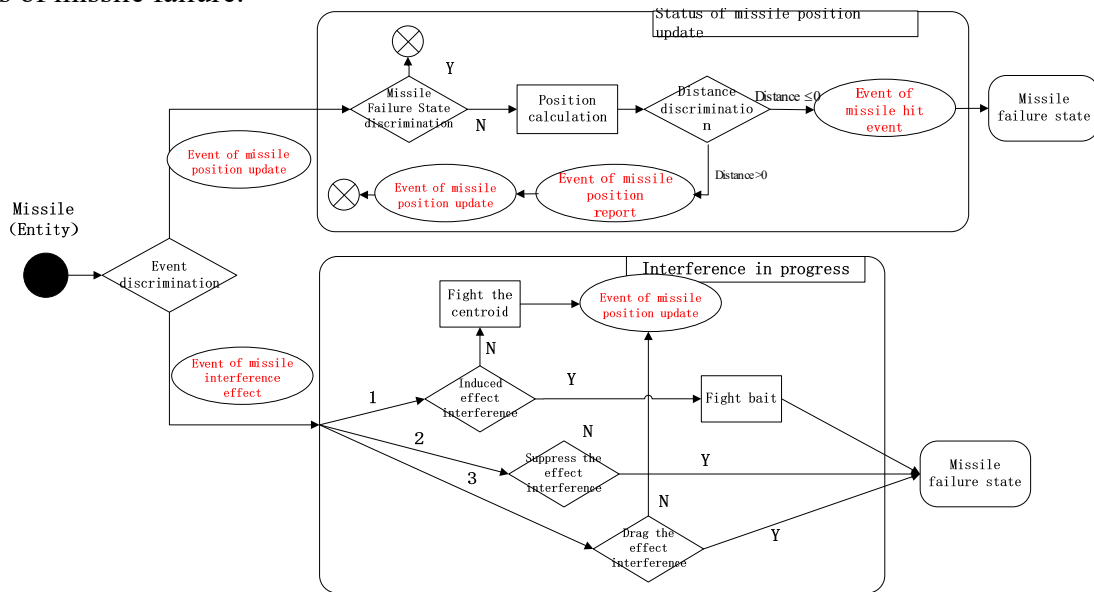 s of missile failure.
Status of missile position
update
Y
Missile
Failure State
discrimination
N
Position
calculation
Distance
discriminatio
n
Distance ≤0
Event of
missile hit
event
Missile
failure state
Event of missile
position update
Distance>0
Event of missile
position update
Event of missile
position
report
Missile
(Entity)
Event
discrimination
Interference in progress
Fight the
centroid
Event of missile
position update
N
Event of missile
interference
effect
1
Induced
effect
interference
Y
Fight bait
2
N
Suppress the
effect
interference
Y
Missile
failure state
3
N
Drag the
effect
interference
Y